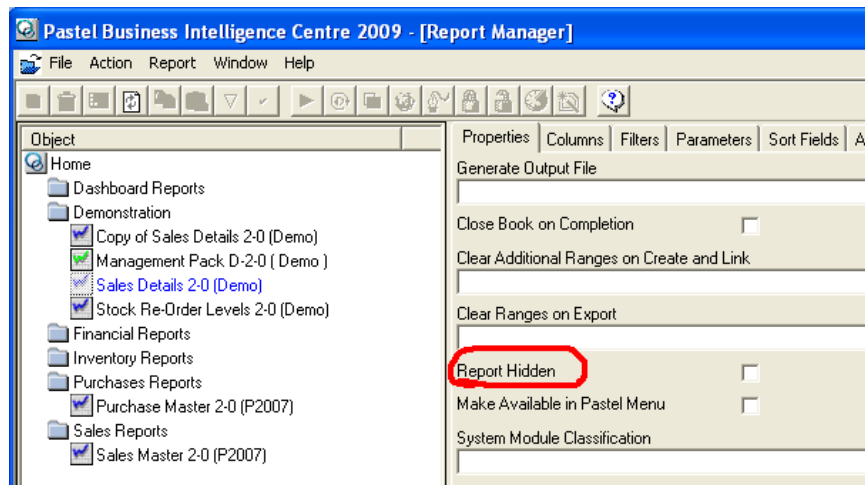 Pastel Business Intelligence Centre 2009 - [Report Manager]
File Action Report Window Help
Object
Home
Dashboard Reports
Demonstration
Copy of Sales Details 2-0 (Demo)
Management Pack D-2-0 ( Demo )
Sales Details 2-0 (Demo)
Stock Re-Order Levels 2-0 (Demo)
Financial Reports
Inventory Reports
Purchases Reports
Purchase Master 2-0 (P2007)
Sales Reports
Sales Master 2-0 (P2007)
Properties Columns Filters Parameters Sort Fields A
Generate Output File
Close Book on Completion
Clear Additional Ranges on Create and Link
Clear Ranges on Export
Report Hidden
Make Available in Pastel Menu
System Module Classification